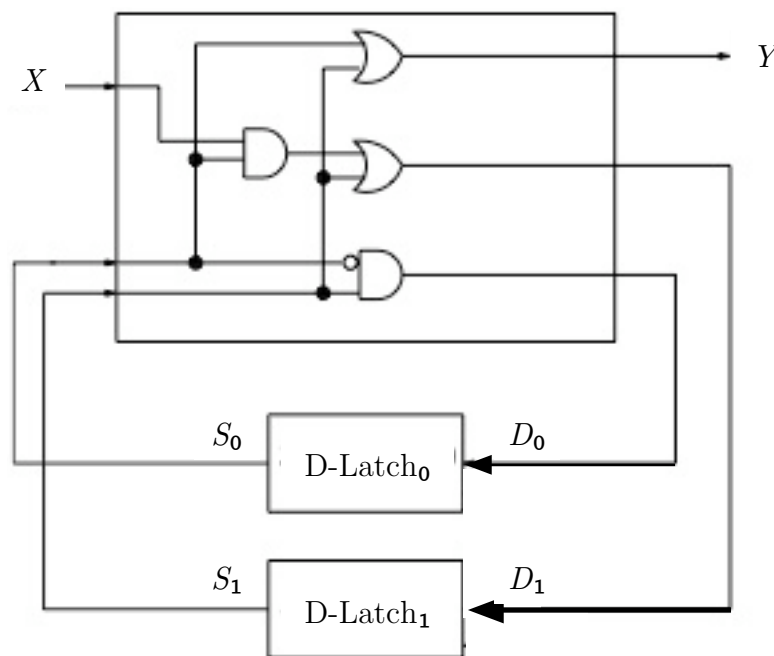 X
Y
S₀
D-Latch₀
D₀
S₁
D-Latch₁
D₁